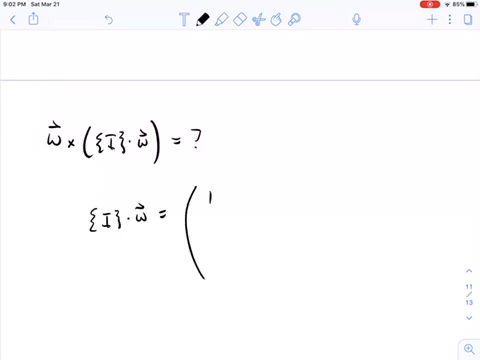 9:02 PM Sat Mar 21
85%
T
ω⃗ × ({I} · ω⃗) = ?
{I} · ω⃗ = (
11
/
13